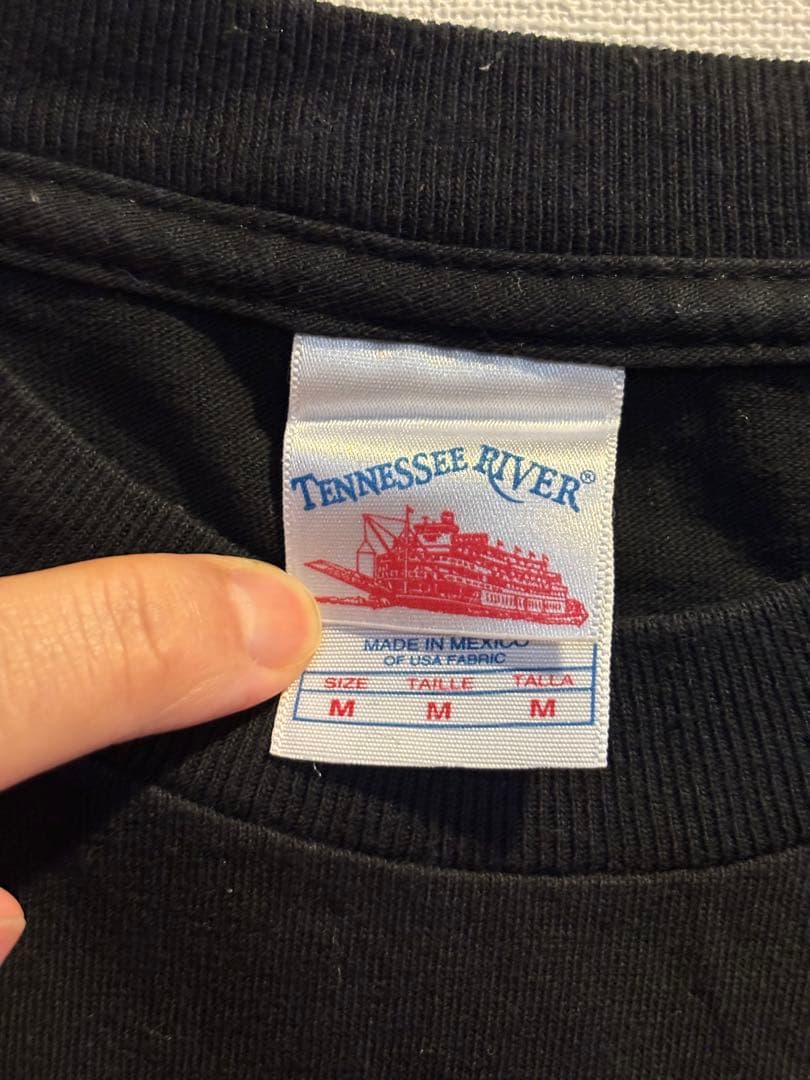 TENNESSEE RIVER®
MADE IN MEXICO
OF USA FABRIC
SIZE TAILLE TALLA
M M M